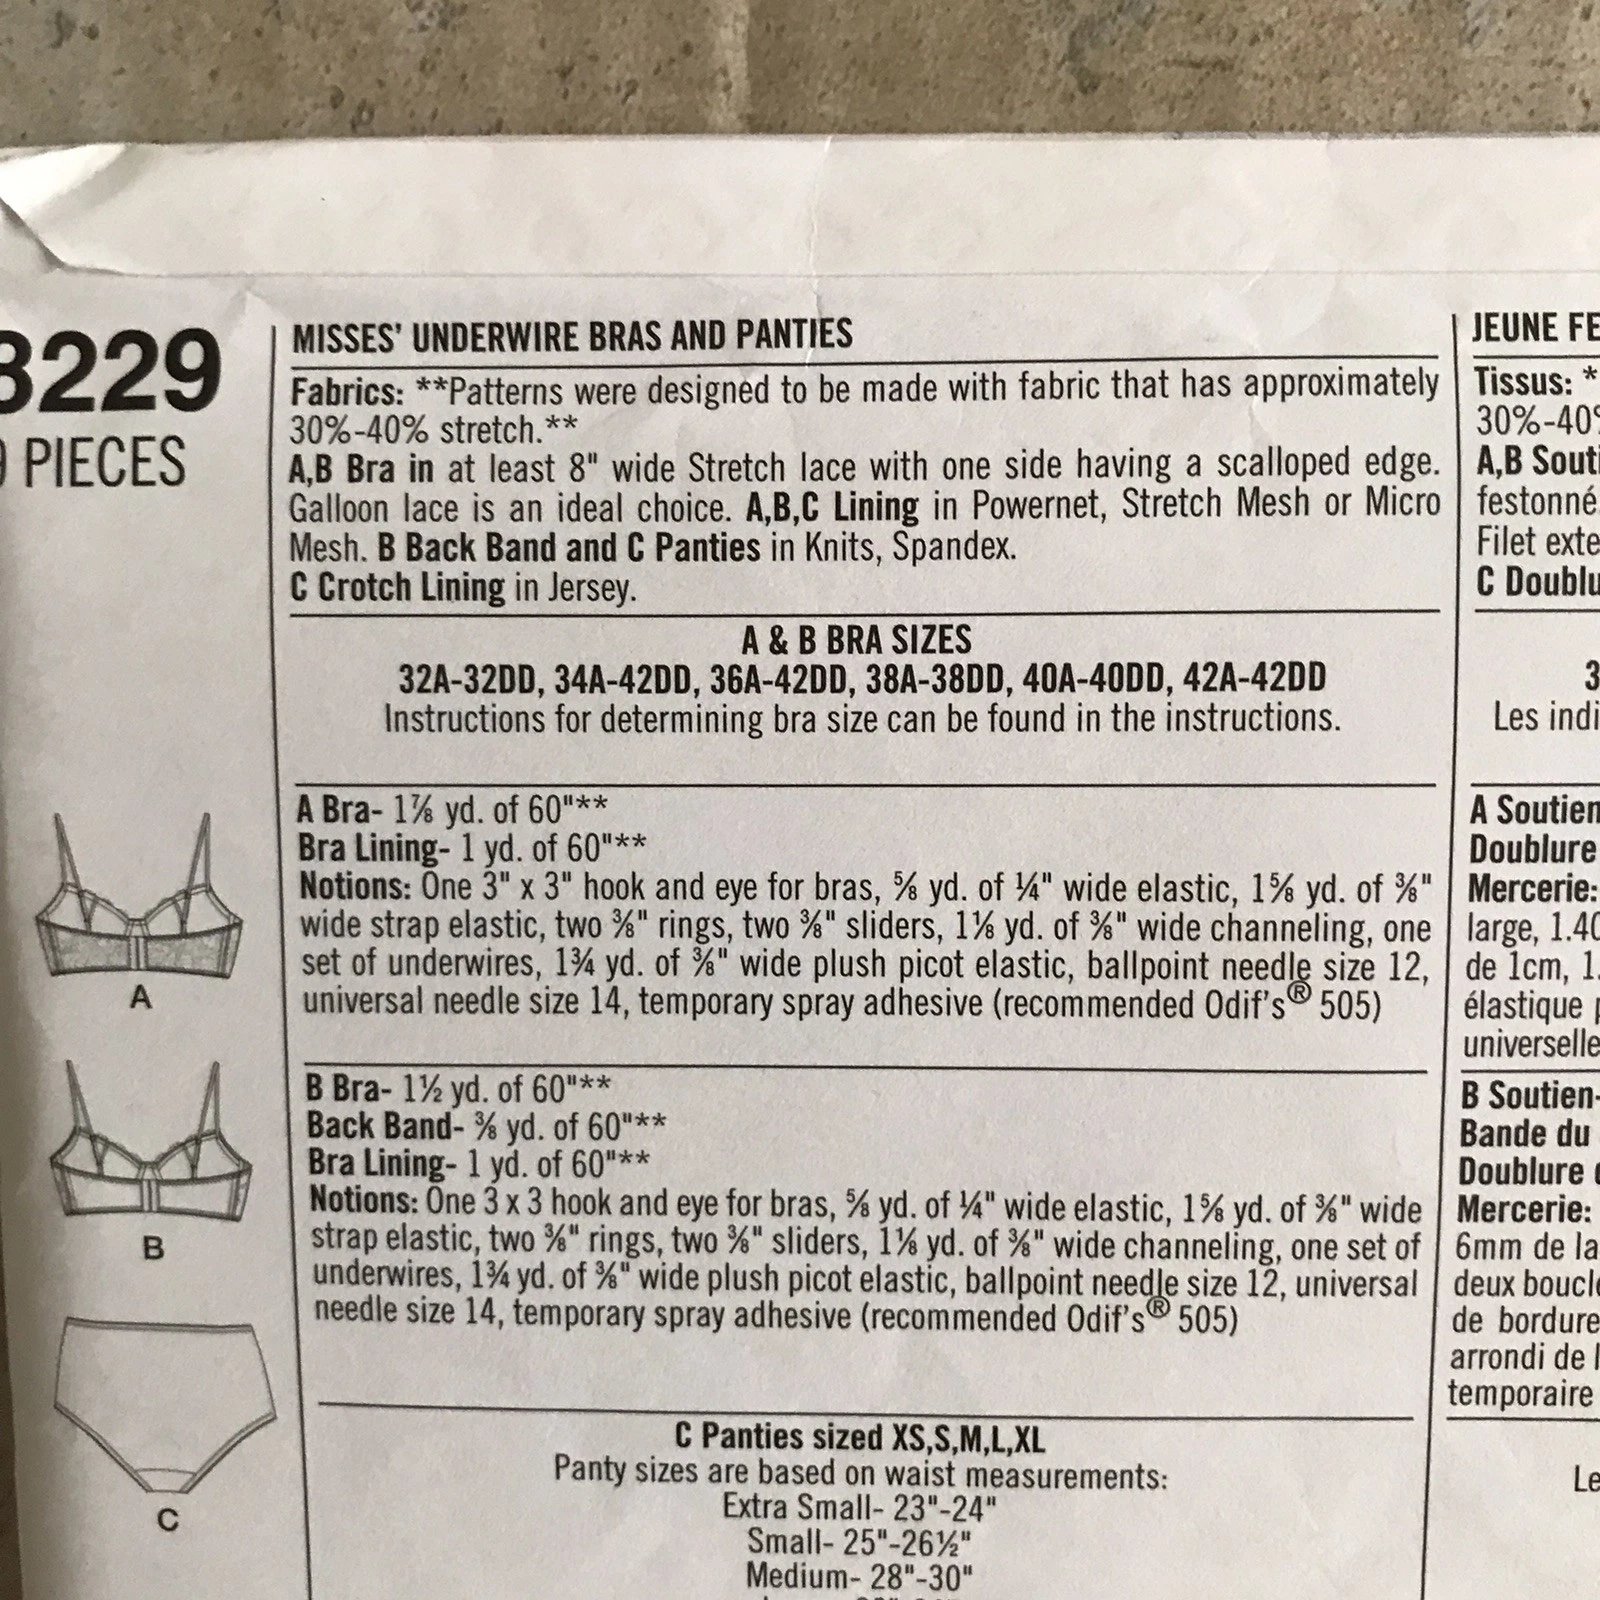 8229
9 PIECES
MISSES' UNDERWIRE BRAS AND PANTIES
Fabrics: **Patterns were designed to be made with fabric that has approximately
30%-40% stretch.**
A,B Bra in at least 8" wide Stretch lace with one side having a scalloped edge.
Galloon lace is an ideal choice. A,B,C Lining in Powernet, Stretch Mesh or Micro
Mesh. B Back Band and C Panties in Knits, Spandex.
C Crotch Lining in Jersey.
A & B BRA SIZES
32A-32DD, 34A-42DD, 36A-42DD, 38A-38DD, 40A-40DD, 42A-42DD
Instructions for determining bra size can be found in the instructions.
A Bra- 1⅞ yd. of 60"**
Bra Lining- 1 yd. of 60"**
Notions: One 3" x 3" hook and eye for bras, ⅝ yd. of ¼" wide elastic, 1⅝ yd. of ⅜"
wide strap elastic, two ⅜" rings, two ⅜" sliders, 1⅛ yd. of ⅜" wide channeling, one
set of underwires, 1¾ yd. of ⅜" wide plush picot elastic, ballpoint needle size 12,
universal needle size 14, temporary spray adhesive (recommended Odif's® 505)
B Bra- 1½ yd. of 60"**
Back Band- ⅜ yd. of 60"**
Bra Lining- 1 yd. of 60"**
Notions: One 3 x 3 hook and eye for bras, ⅝ yd. of ¼" wide elastic, 1⅝ yd. of ⅜" wide
strap elastic, two ⅜" rings, two ⅜" sliders, 1⅛ yd. of ⅜" wide channeling, one set of
underwires, 1¾ yd. of ⅜" wide plush picot elastic, ballpoint needle size 12, universal
needle size 14, temporary spray adhesive (recommended Odif's® 505)
C Panties sized XS,S,M,L,XL
Panty sizes are based on waist measurements:
Extra Small- 23"-24"
Small- 25"-26½"
Medium- 28"-30"
A
B
C
JEUNE FE
Tissus: *
30%-40%
A,B Souti
festonné.
Filet exte
C Doublu
3
Les indi
A Soutien
Doublure
Mercerie:
large, 1.40
de 1cm, 1.
élastique p
universelle
B Soutien-
Bande du
Doublure d
Mercerie:
6mm de la
deux boucle
de bordure
arrondi de l
temporaire
Le